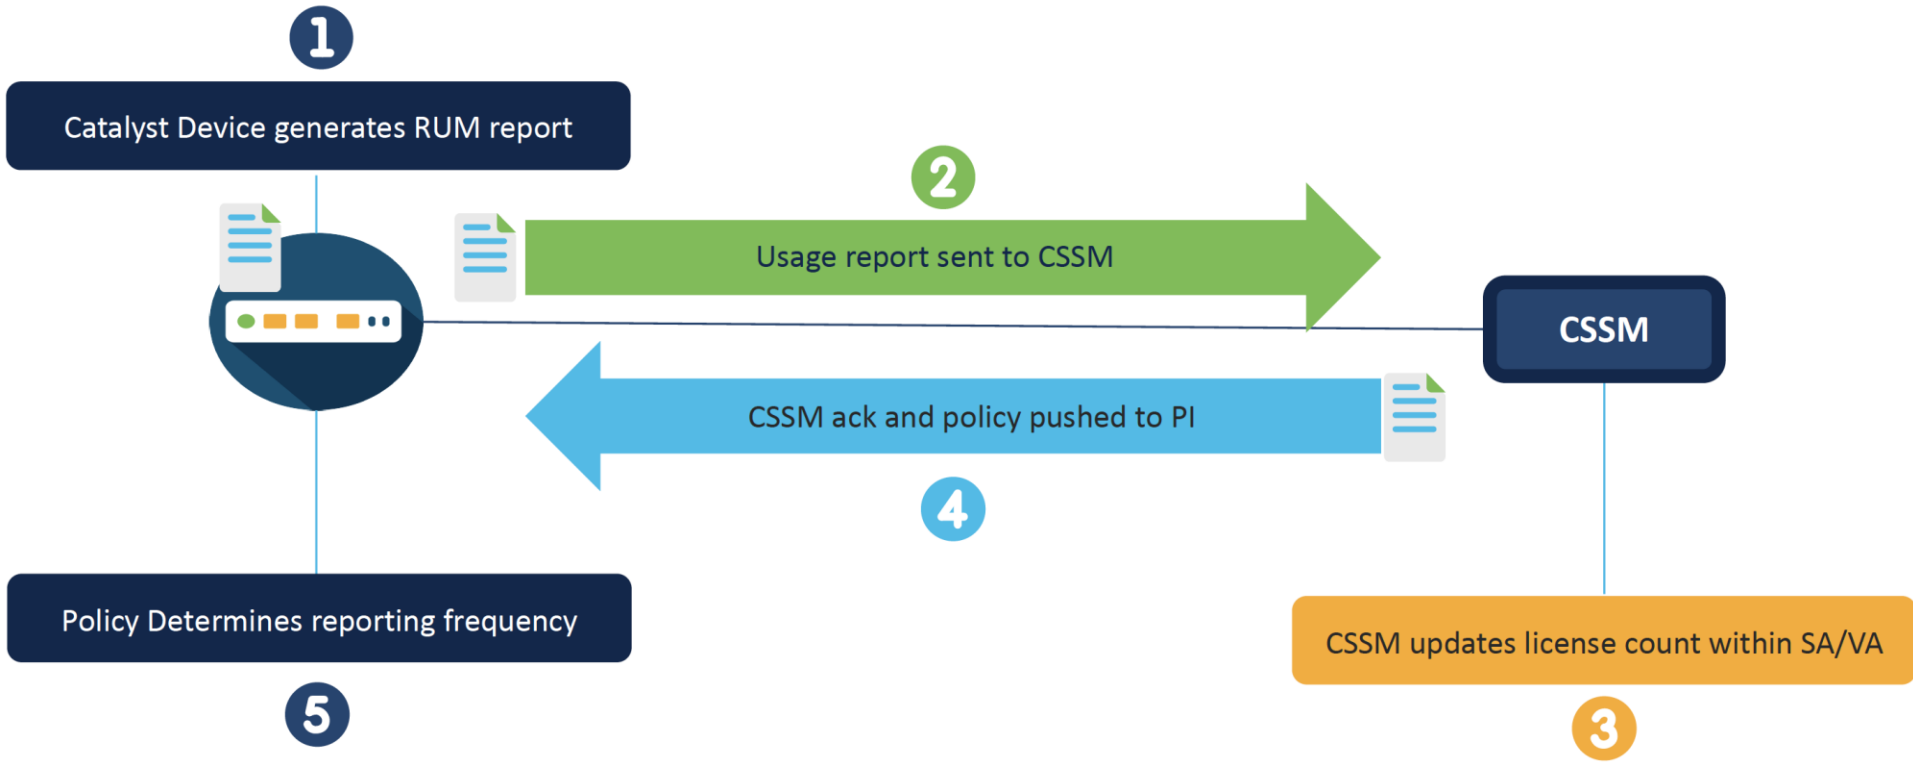 1
Catalyst Device generates RUM report
2
Usage report sent to CSSM
CSSM
CSSM ack and policy pushed to PI
4
Policy Determines reporting frequency
5
CSSM updates license count within SA/VA
3